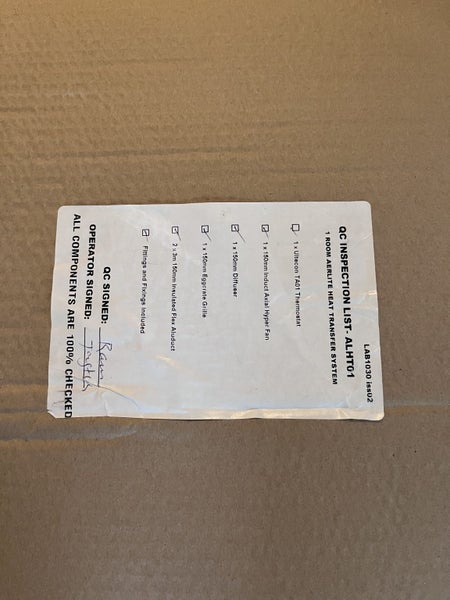 LAB1030 iss02
QC INSPECTION LIST- ALHT01
1 ROOM AERLITE HEAT TRANSFER SYSTEM
1 x Ultecon TA01 Thermostat
1 x 150mm Induct Axial Hyper Fan
1 x 150mm Diffuser
1 x 150mm Eggcrate Grille
2 x 3m 150mm Insulated Flex Aluduct
Fittings and Fixings Included
QC SIGNED:
OPERATOR SIGNED:
ALL COMPONENTS ARE 100% CHECKED